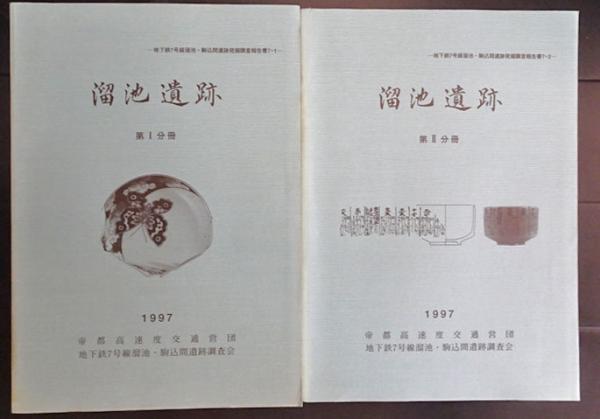 ―地下鉄7号線溜池・駒込間遺跡発掘調査報告書7-1―
溜池遺跡
第Ⅰ分冊
1997
帝都高速度交通営団
地下鉄7号線溜池・駒込間遺跡調査会
―地下鉄7号線溜池・駒込間遺跡発掘調査報告書7-2―
溜池遺跡
第Ⅱ分冊
1997
帝都高速度交通営団
地下鉄7号線溜池・駒込間遺跡調査会